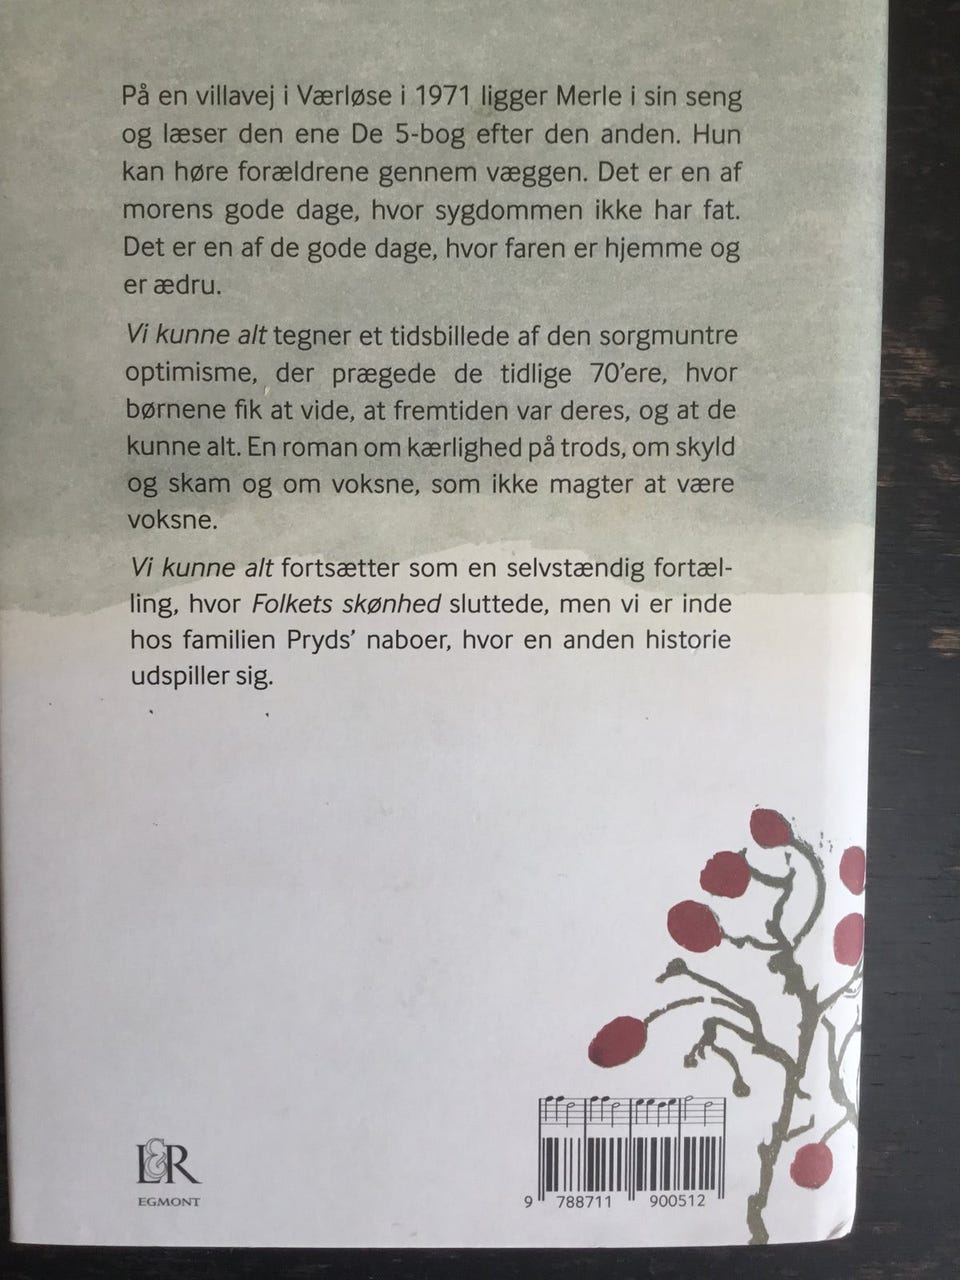 På en villavej i Værløse i 1971 ligger Merle i sin seng
og læser den ene De 5-bog efter den anden. Hun
kan høre forældrene gennem væggen. Det er en af
morens gode dage, hvor sygdommen ikke har fat.
Det er en af de gode dage, hvor faren er hjemme og
er ædru.
Vi kunne alt tegner et tidsbillede af den sorgmuntre
optimisme, der prægede de tidlige 70'ere, hvor
børnene fik at vide, at fremtiden var deres, og at de
kunne alt. En roman om kærlighed på trods, om skyld
og skam og om voksne, som ikke magter at være
voksne.
Vi kunne alt fortsætter som en selvstændig fortæl-
ling, hvor Folkets skønhed sluttede, men vi er inde
hos familien Pryds' naboer, hvor en anden historie
udspiller sig.
L&R
EGMONT
9 788711 900512